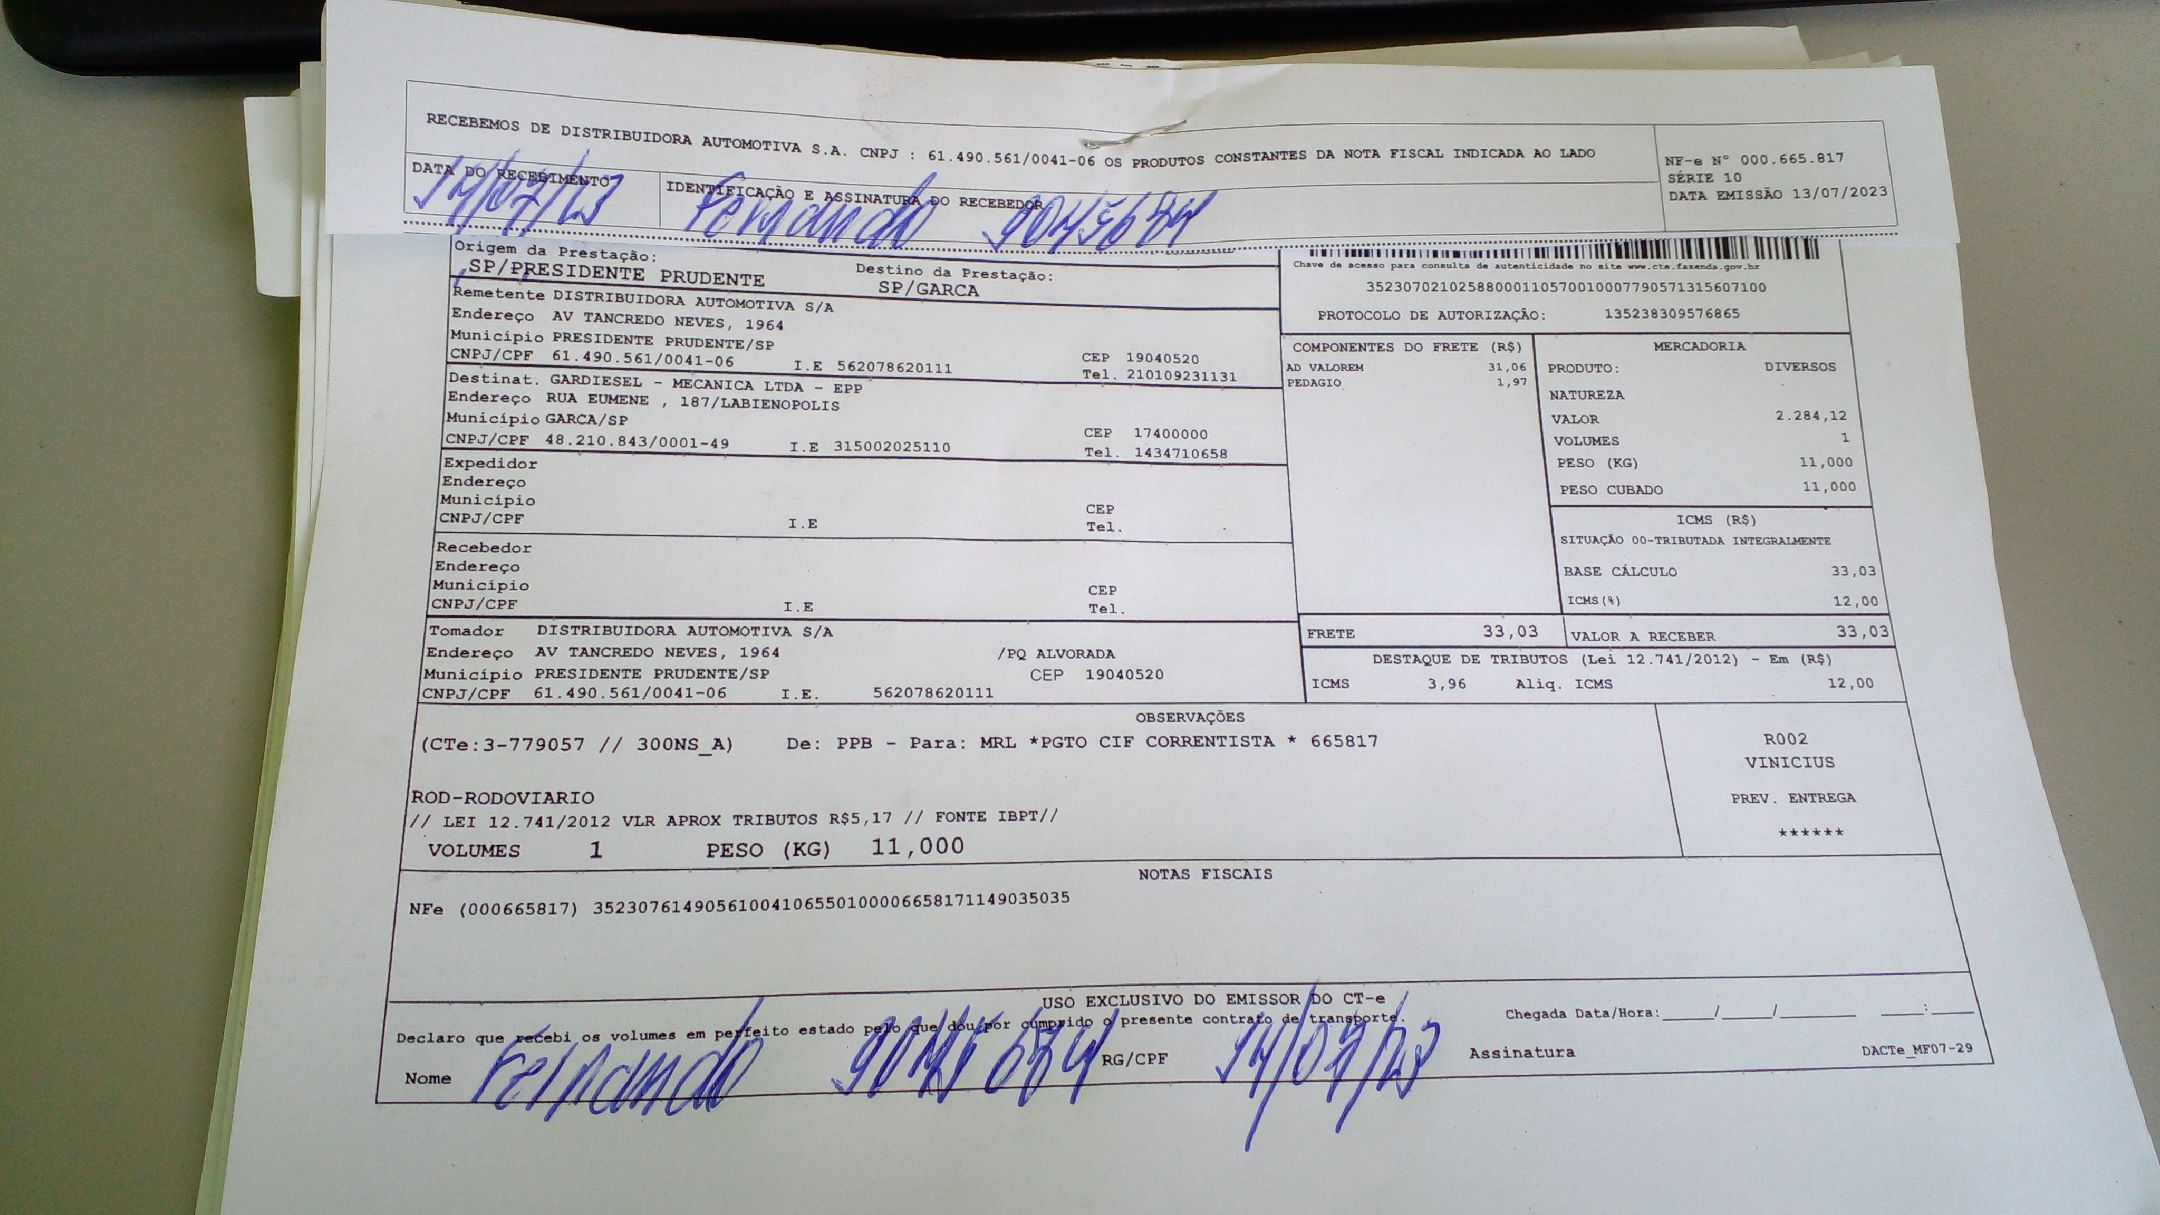 RECEBEMOS DE DISTRIBUIDORA AUTOMOTIVA S.A. CNPJ : 61.490.561/0041-06 OS PRODUTOS CONSTANTES DA NOTA FISCAL INDICADA AO LADO
NF-e N° 000.665.817
SÉRIE 10
DATA EMISSÃO 13/07/2023
DATA DO RECEBIMENTO
14/07/23
IDENTIFICAÇÃO E ASSINATURA DO RECEBEDOR
Fernando
Origem da Prestação:
SP/PRESIDENTE PRUDENTE
Destino da Prestação:
SP/GARCA
Chave de acesso para consulta de autenticidade no site www.cte.fazenda.gov.br
35230702102588000110570010007790571315607100
PROTOCOLO DE AUTORIZAÇÃO: 135238309576865
Remetente DISTRIBUIDORA AUTOMOTIVA S/A
Endereço AV TANCREDO NEVES, 1964
Município PRESIDENTE PRUDENTE/SP
CEP 19040520
CNPJ/CPF 61.490.561/0041-06 I.E 562078620111
Tel. 210109231131
Destinat. GARDIESEL - MECANICA LTDA - EPP
Endereço RUA EUMENE , 187/LABIENOPOLIS
Município GARCA/SP
CEP 17400000
CNPJ/CPF 48.210.843/0001-49 I.E 315002025110
Tel. 1434710658
Expedidor
Endereço
Município
CEP
CNPJ/CPF I.E Tel.
Recebedor
Endereço
Município
CEP
CNPJ/CPF I.E Tel.
Tomador DISTRIBUIDORA AUTOMOTIVA S/A
Endereço AV TANCREDO NEVES, 1964 /PQ ALVORADA
Município PRESIDENTE PRUDENTE/SP CEP 19040520
CNPJ/CPF 61.490.561/0041-06 I.E. 562078620111
COMPONENTES DO FRETE (R$)
AD VALOREM 31,06
PEDAGIO 1,97
MERCADORIA
PRODUTO: DIVERSOS
NATUREZA
VALOR 2.284,12
VOLUMES 1
PESO (KG) 11,000
PESO CUBADO 11,000
ICMS (R$)
SITUAÇÃO 00-TRIBUTADA INTEGRALMENTE
BASE CÁLCULO 33,03
ICMS(%) 12,00
FRETE 33,03
VALOR A RECEBER 33,03
DESTAQUE DE TRIBUTOS (Lei 12.741/2012) - Em (R$)
ICMS 3,96 Aliq. ICMS 12,00
OBSERVAÇÕES
(CTe:3-779057 // 300NS_A) De: PPB - Para: MRL *PGTO CIF CORRENTISTA * 665817
ROD-RODOVIARIO
// LEI 12.741/2012 VLR APROX TRIBUTOS R$5,17 // FONTE IBPT//
VOLUMES 1 PESO (KG) 11,000
R002
VINICIUS
PREV. ENTREGA
******
NOTAS FISCAIS
NFe (000665817) 35230761490561004106550100006658171149035035
USO EXCLUSIVO DO EMISSOR DO CT-e
Declaro que recebi os volumes em perfeito estado pelo que dou por cumprido o presente contrato de transporte.
Chegada Data/Hora:_____/_____/________ ____:____
Nome Fernando RG/CPF 14/07/23 Assinatura
DACTe_MF07-29